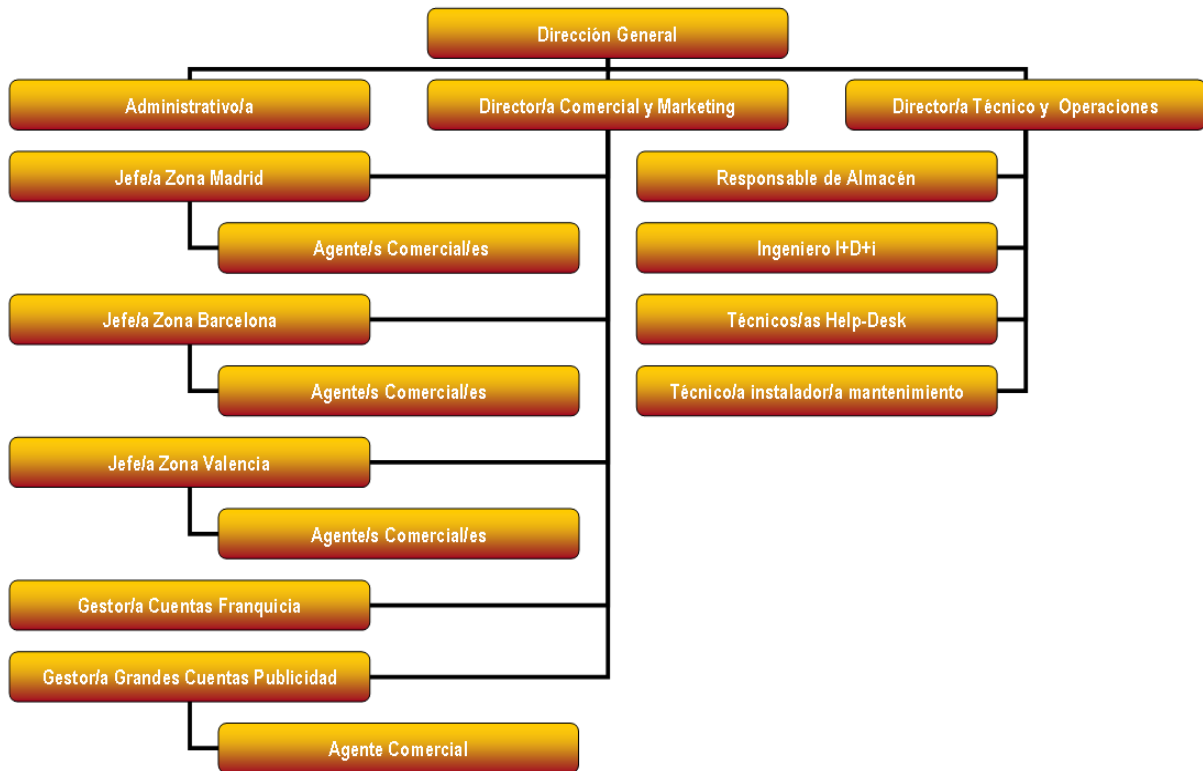 Dirección General
Administrativo/a
Director/a Comercial y Marketing
Director/a Técnico y Operaciones
Jefe/a Zona Madrid
Agente/s Comercial/es
Jefe/a Zona Barcelona
Agente/s Comercial/es
Jefe/a Zona Valencia
Agente/s Comercial/es
Gestor/a Cuentas Franquicia
Gestor/a Grandes Cuentas Publicidad
Agente Comercial
Responsable de Almacén
Ingeniero I+D+i
Técnicos/as Help-Desk
Técnico/a instalador/a mantenimiento